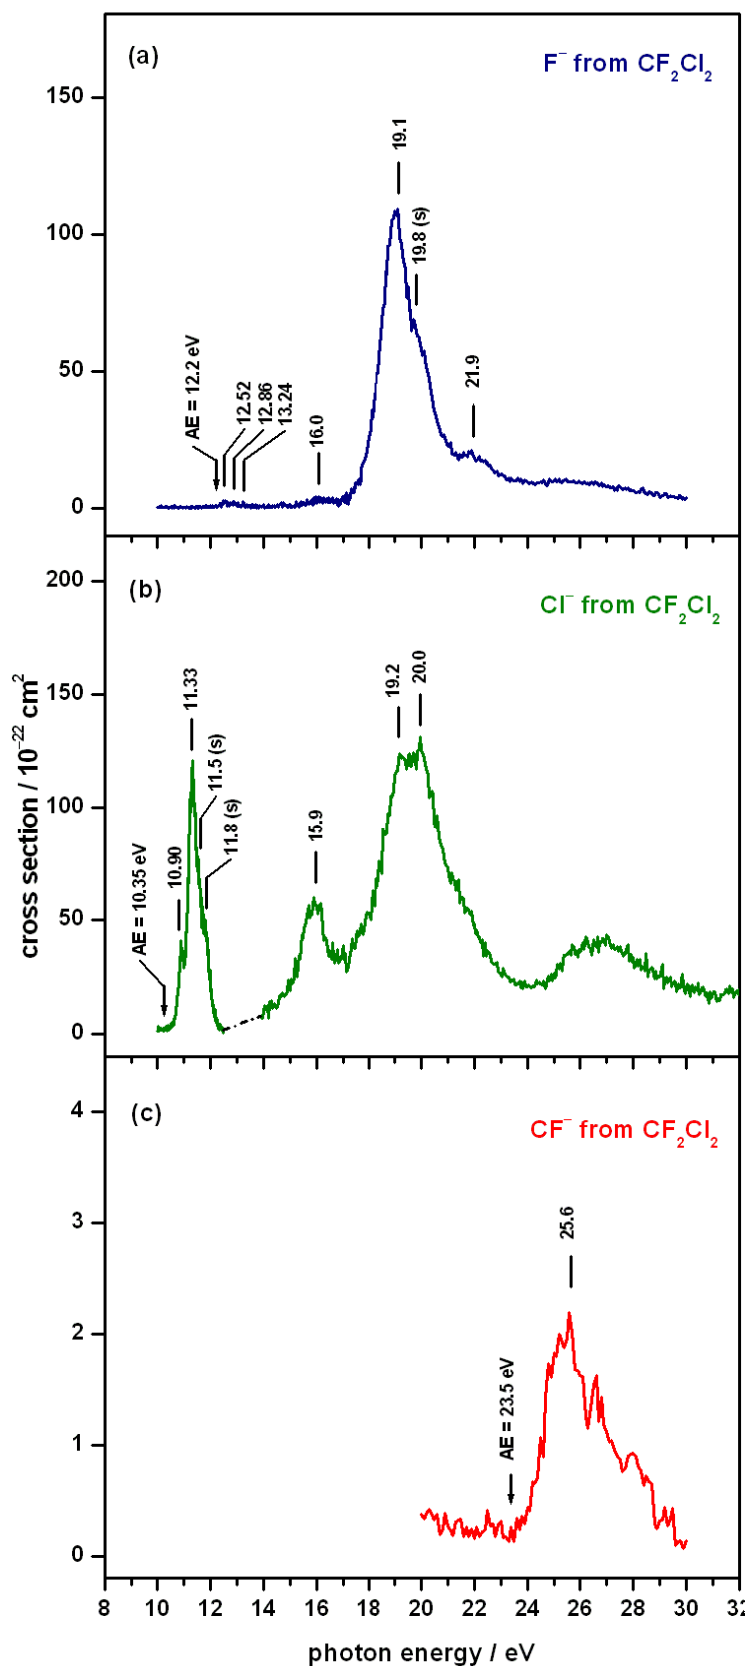 (a)
F⁻ from CF₂Cl₂
150
100
50
0
AE = 12.2 eV
12.52
12.86
13.24
16.0
19.1
19.8 (s)
21.9
(b)
Cl⁻ from CF₂Cl₂
200
150
100
50
0
AE = 10.35 eV
10.90
11.33
11.5 (s)
11.8 (s)
15.9
19.2
20.0
cross section / 10⁻²² cm²
(c)
CF⁻ from CF₂Cl₂
4
3
2
1
0
AE = 23.5 eV
25.6
8 10 12 14 16 18 20 22 24 26 28 30 32
photon energy / eV